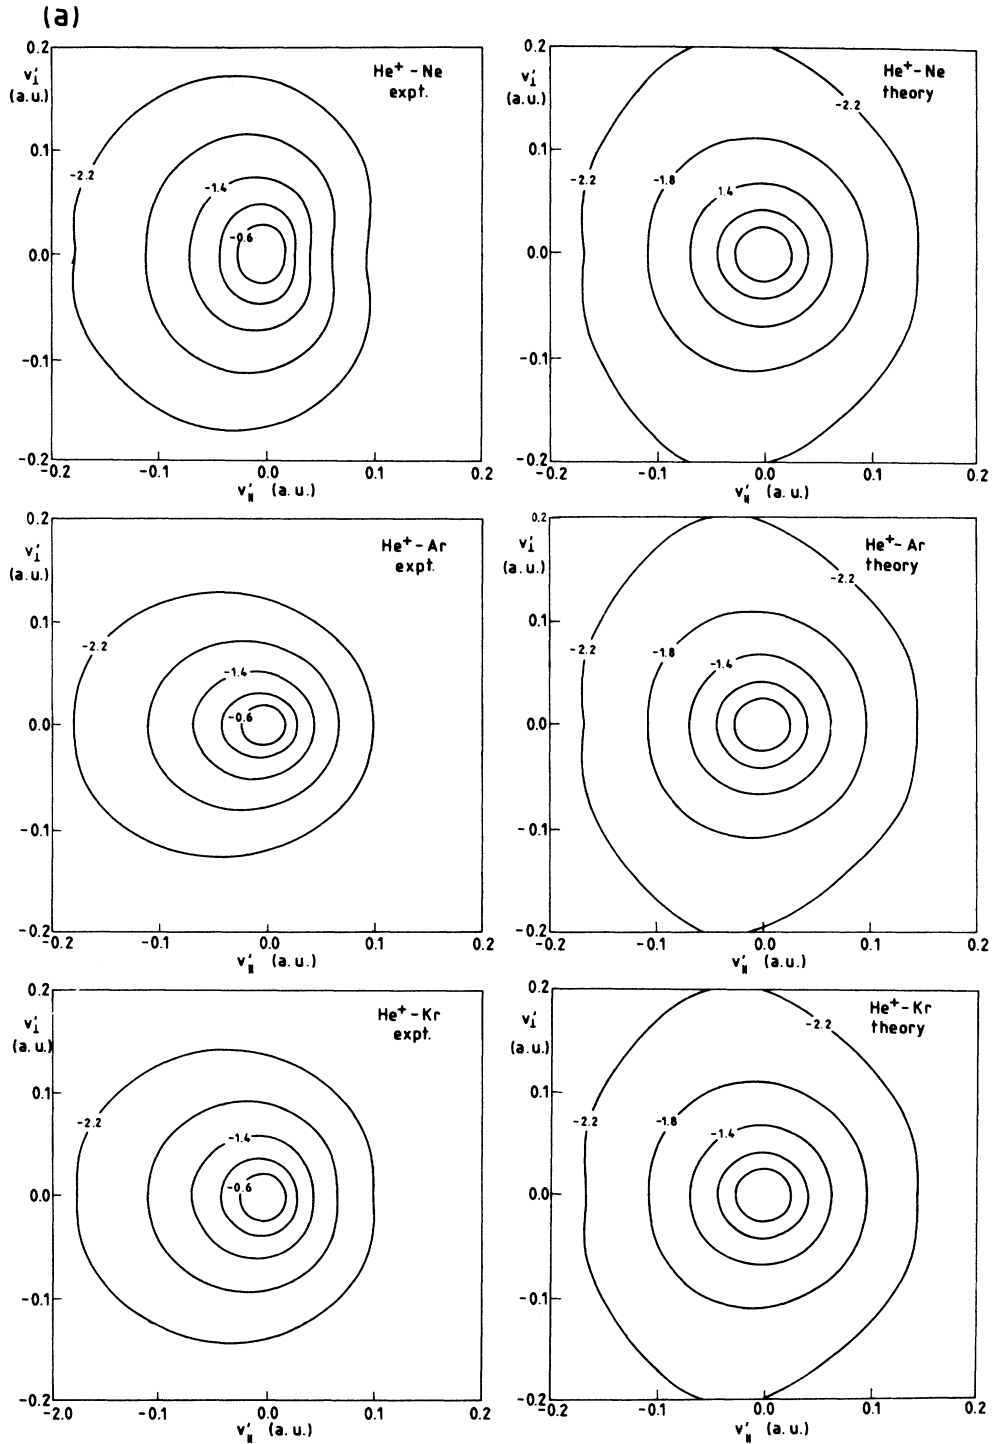 (a)
0.2
v′⊥
(a.u.)
0.1
0.0
-0.1
-0.2
He⁺-Ne
expt.
-2.2
-1.4
-0.6
-0.2
-0.1
0.0
0.1
0.2
v′∥ (a.u.)
0.2
v′⊥
(a.u.)
0.1
0.0
-0.1
-0.2
He⁺-Ne
theory
-2.2
-2.2
-1.8
1.4
-0.2
-0.1
0.0
0.1
0.2
v′∥ (a.u.)
0.2
v′⊥
(a.u.)
0.1
0.0
-0.1
-0.2
He⁺-Ar
expt.
-2.2
-1.4
-0.6
-0.2
-0.1
0.0
0.1
0.2
v′∥ (a.u.)
0.2
v′⊥
(a.u.)
0.1
0.0
-0.1
-0.2
He⁺-Ar
theory
-2.2
-2.2
-1.8
-1.4
-0.2
-0.1
0.0
0.1
0.2
v′∥ (a.u.)
0.2
v′⊥
(a.u.)
0.1
0.0
-0.1
-0.2
He⁺-Kr
expt.
-2.2
-1.4
-0.6
-2.0
-0.1
0.0
0.1
0.2
v′∥ (a.u.)
0.2
v′⊥
(a.u.)
0.1
0.0
-0.1
-0.2
He⁺-Kr
theory
-2.2
-2.2
-1.8
-1.4
-0.2
-0.1
0.0
0.1
0.2
v′∥ (a.u.)